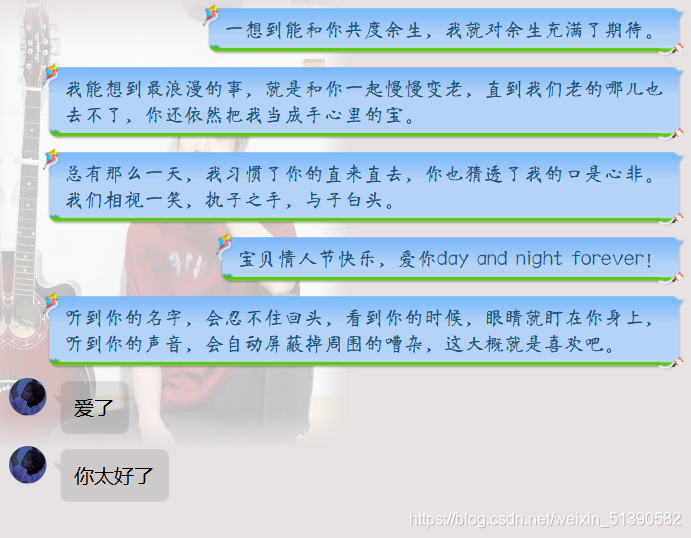 一想到能和你共度余生，我就对余生充满了期待。
我能想到最浪漫的事，就是和你一起慢慢变老，直到我们老的哪儿也
去不了，你还依然把我当成手心里的宝。
总有那么一天，我习惯了你的直来直去，你也猜透了我的口是心非。
我们相视一笑，执子之手，与子白头。
宝贝情人节快乐，爱你day and night forever!
听到你的名字，会忍不住回头，看到你的时候，眼睛就盯在你身上，
听到你的声音，会自动屏蔽掉周围的嘈杂，这大概就是喜欢吧。
爱了
你太好了
https://blog.csdn.net/weixin_51390582